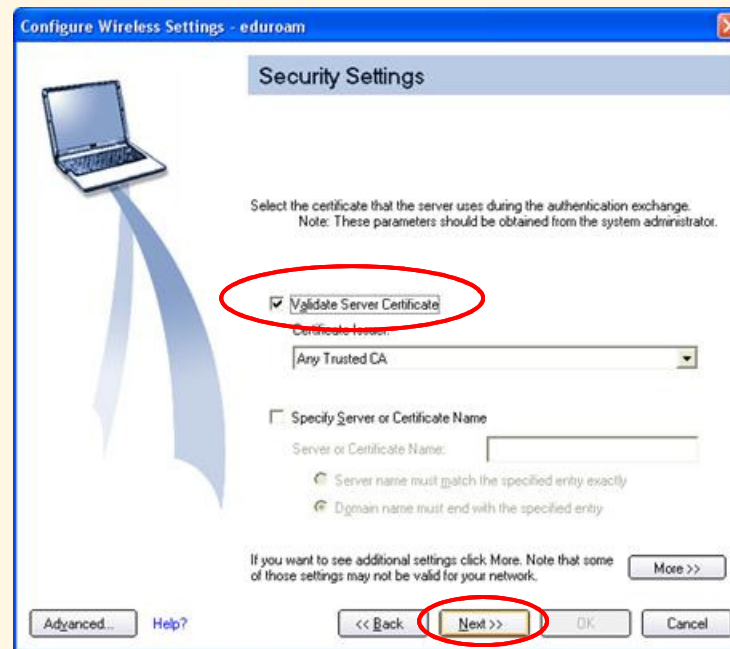 Configure Wireless Settings - eduroam
Security Settings
Select the certificate that the server uses during the authentication exchange.
Note: These parameters should be obtained from the system administrator.
Validate Server Certificate
Certificate Issuer:
Any Trusted CA
Specify Server or Certificate Name
Server or Certificate Name:
Server name must match the specified entry exactly
Domain name must end with the specified entry
If you want to see additional settings click More. Note that some
of those settings may not be valid for your network.
More >>
Advanced...
Help?
<< Back
Next >>
OK
Cancel